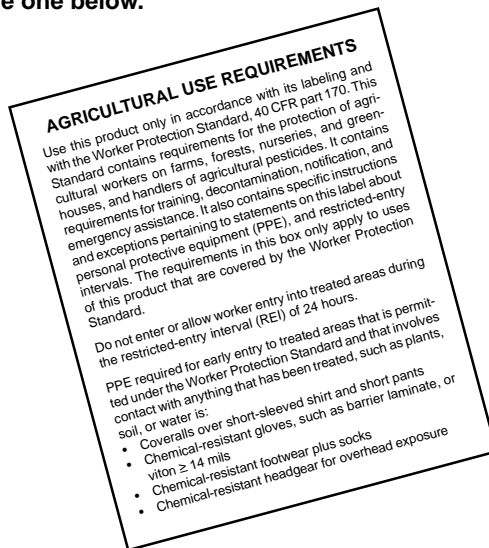 e one below.
AGRICULTURAL USE REQUIREMENTS
Use this product only in accordance with its labeling and
with the Worker Protection Standard, 40 CFR part 170. This
Standard contains requirements for the protection of agri-
cultural workers on farms, forests, nurseries, and green-
houses, and handlers of agricultural pesticides. It contains
requirements for training, decontamination, notification, and
emergency assistance. It also contains specific instructions
and exceptions pertaining to statements on this label about
personal protective equipment (PPE), and restricted-entry
intervals. The requirements in this box only apply to uses
of this product that are covered by the Worker Protection
Standard.
Do not enter or allow worker entry into treated areas during
the restricted-entry interval (REI) of 24 hours.
PPE required for early entry to treated areas that is permit-
ted under the Worker Protection Standard and that involves
contact with anything that has been treated, such as plants,
soil, or water is:
• Coveralls over short-sleeved shirt and short pants
• Chemical-resistant gloves, such as barrier laminate, or
viton ≥ 14 mils
• Chemical-resistant footwear plus socks
• Chemical-resistant headgear for overhead exposure